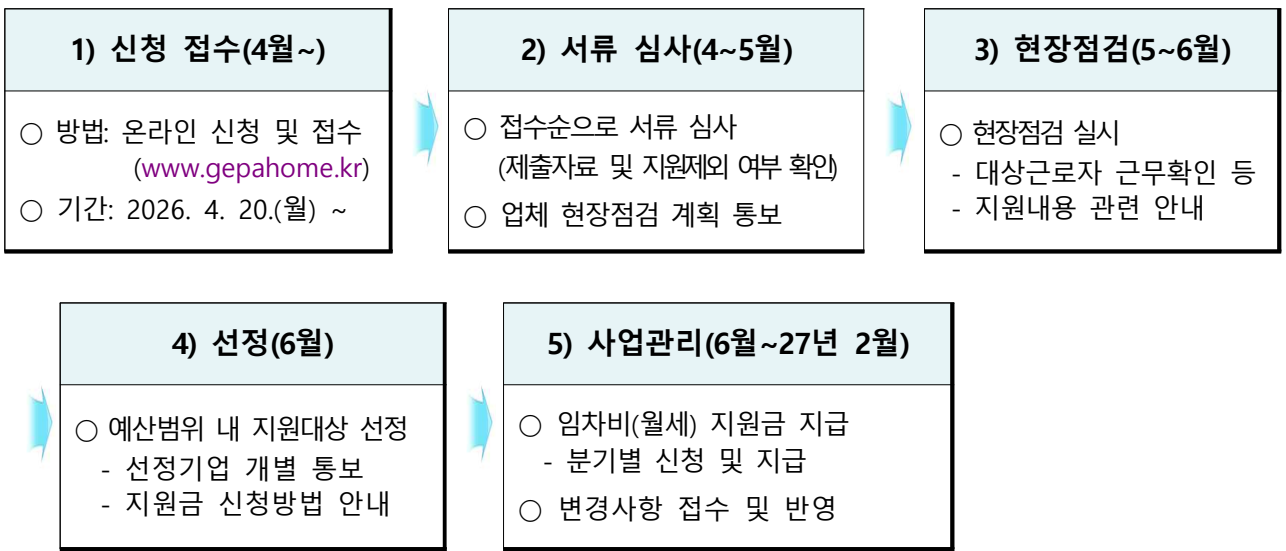 1) 신청 접수(4월~)
○ 방법: 온라인 신청 및 접수
(www.gepahome.kr)
○ 기간: 2026. 4. 20.(월) ~
2) 서류 심사(4~5월)
○ 접수순으로 서류 심사
(제출자료 및 지원제외 여부 확인)
○ 업체 현장점검 계획 통보
3) 현장점검(5~6월)
○ 현장점검 실시
- 대상근로자 근무확인 등
- 지원내용 관련 안내
4) 선정(6월)
○ 예산범위 내 지원대상 선정
- 선정기업 개별 통보
- 지원금 신청방법 안내
5) 사업관리(6월~27년 2월)
○ 임차비(월세) 지원금 지급
- 분기별 신청 및 지급
○ 변경사항 접수 및 반영